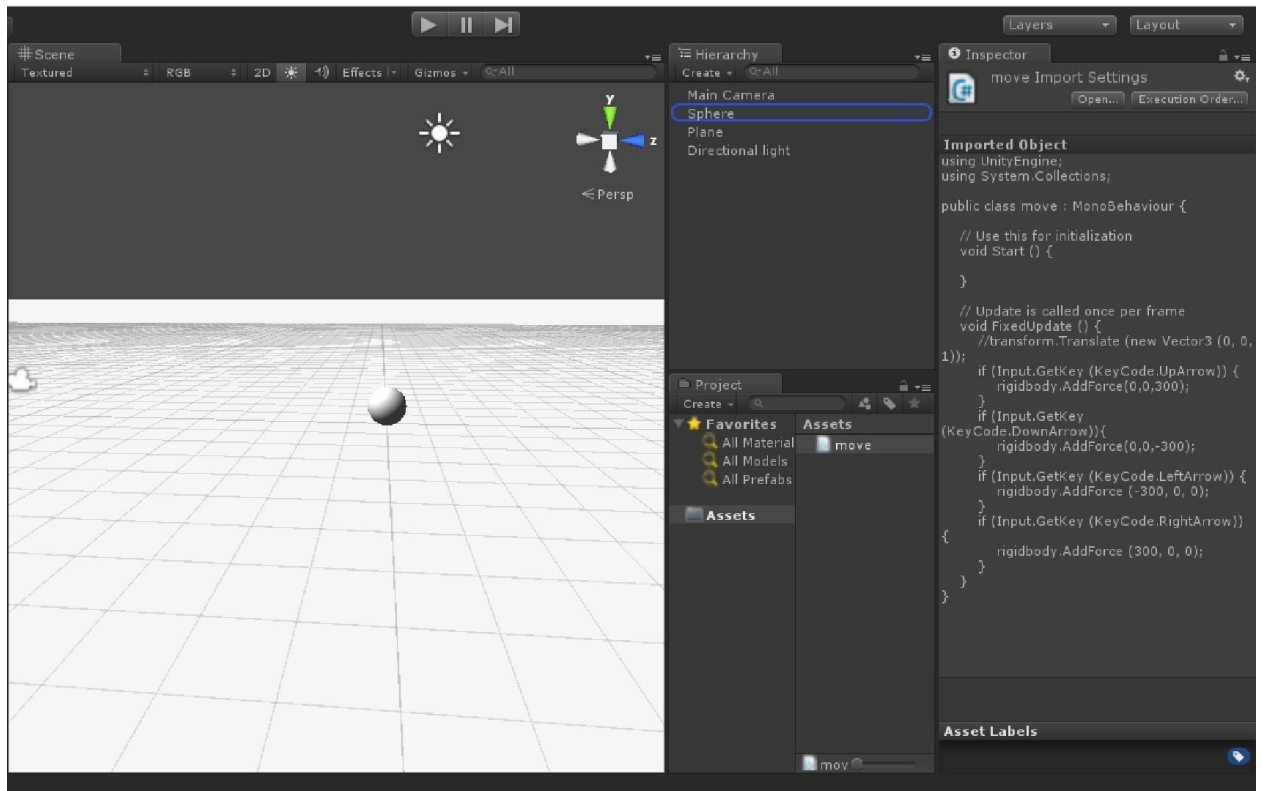 Layers
Layout
Scene
Textured
RGB
2D
Effects
Gizmos
All
y
z
Persp
Hierarchy
Create
All
Main Camera
Sphere
Plane
Directional light
Project
Create
Favorites
All Material
All Models
All Prefabs
Assets
Assets
move
mov
Inspector
C#
move Import Settings
Open...
Execution Order...
Imported Object
using UnityEngine;
using System.Collections;
public class move : MonoBehaviour {
// Use this for initialization
void Start () {
}
// Update is called once per frame
void FixedUpdate () {
//transform.Translate (new Vector3 (0, 0,
1));
if (Input.GetKey (KeyCode.UpArrow)) {
rigidbody.AddForce(0,0,300);
}
if (Input.GetKey
(KeyCode.DownArrow)){
rigidbody.AddForce(0,0,-300);
}
if (Input.GetKey (KeyCode.LeftArrow)) {
rigidbody.AddForce (-300, 0, 0);
}
if (Input.GetKey (KeyCode.RightArrow))
{
rigidbody.AddForce (300, 0, 0);
}
}
}
Asset Labels